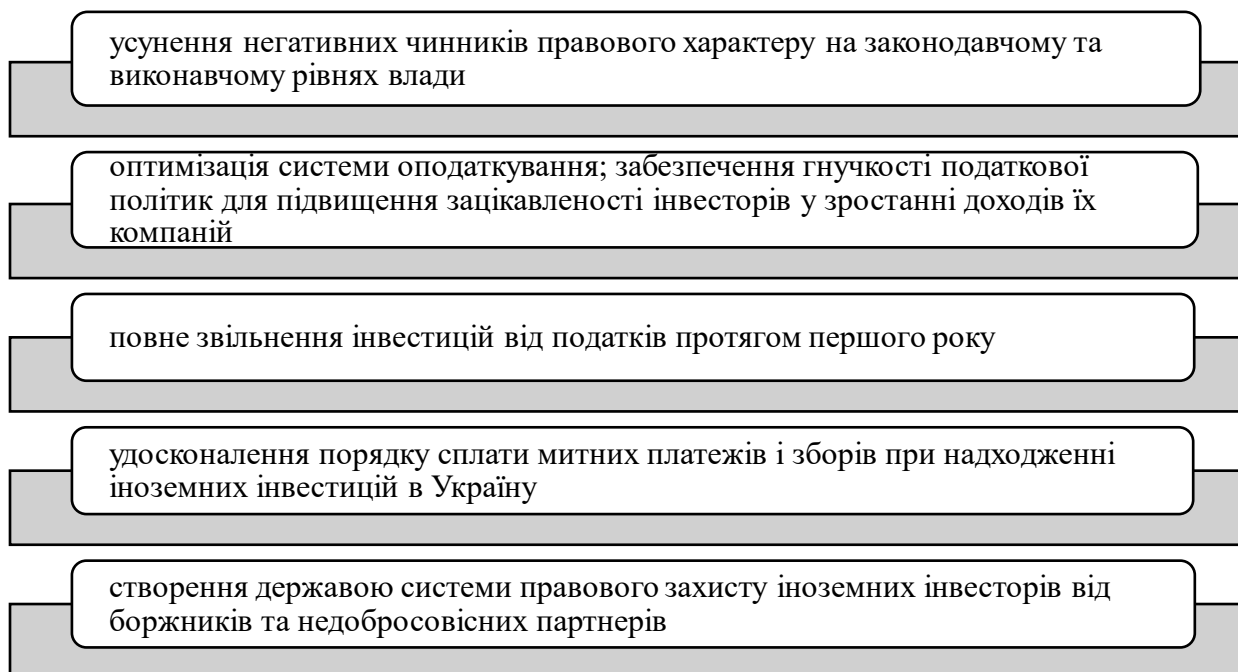 усунення негативних чинників правового характеру на законодавчому та
виконавчому рівнях влади
оптимізація системи оподаткування; забезпечення гнучкості податкової
політик для підвищення зацікавленості інвесторів у зростанні доходів їх
компаній
повне звільнення інвестицій від податків протягом першого року
удосконалення порядку сплати митних платежів і зборів при надходженні
іноземних інвестицій в Україну
створення державою системи правового захисту іноземних інвесторів від
боржників та недобросовісних партнерів